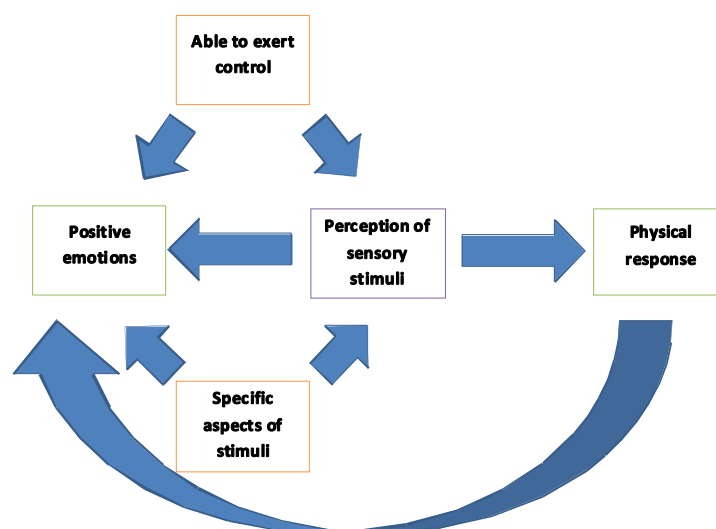 Able to exert
control
Positive
emotions
Perception of
sensory
stimuli
Physical
response
Specific
aspects of
stimuli